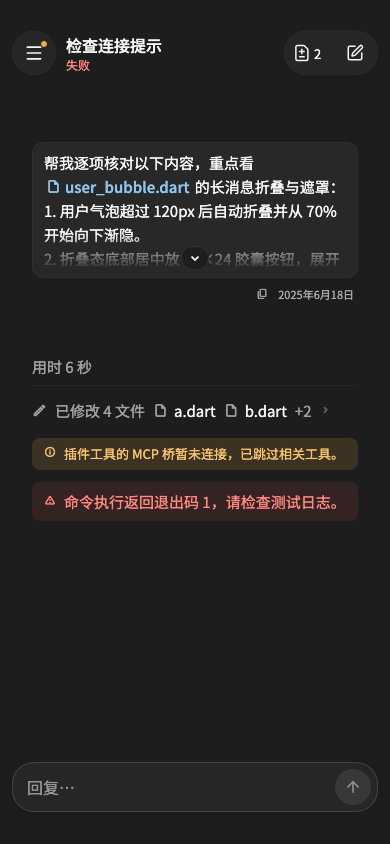 检查连接提示
失败
2
帮我逐项核对以下内容，重点看
user_bubble.dart 的长消息折叠与遮罩：
1. 用户气泡超过 120px 后自动折叠并从 70%
开始向下渐隐。
2. 折叠态底部居中放 24 胶囊按钮，展开
2025年6月18日
用时 6 秒
已修改 4 文件 a.dart b.dart +2
插件工具的 MCP 桥暂未连接，已跳过相关工具。
命令执行返回退出码 1，请检查测试日志。
回复…